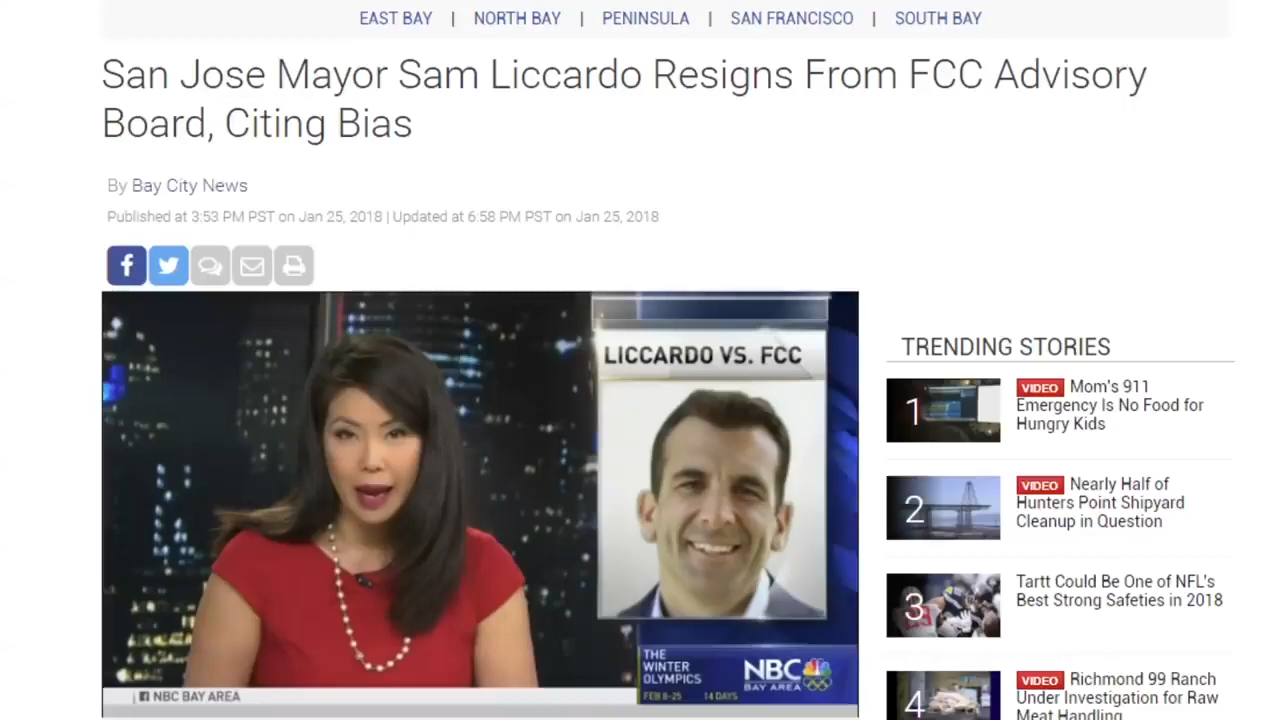 EAST BAY | NORTH BAY | PENINSULA | SAN FRANCISCO | SOUTH BAY
San Jose Mayor Sam Liccardo Resigns From FCC Advisory
Board, Citing Bias
By Bay City News
Published at 3:53 PM PST on Jan 25, 2018 | Updated at 6:58 PM PST on Jan 25, 2018
LICCARDO VS. FCC
THE
WINTER
OLYMPICS
FEB 8-25 14 DAYS
NBC
BAY AREA
NBC BAY AREA
TRENDING STORIES
1
VIDEO Mom's 911
Emergency Is No Food for
Hungry Kids
2
VIDEO Nearly Half of
Hunters Point Shipyard
Cleanup in Question
3
Tartt Could Be One of NFL's
Best Strong Safeties in 2018
4
VIDEO Richmond 99 Ranch
Under Investigation for Raw
Meat Handling